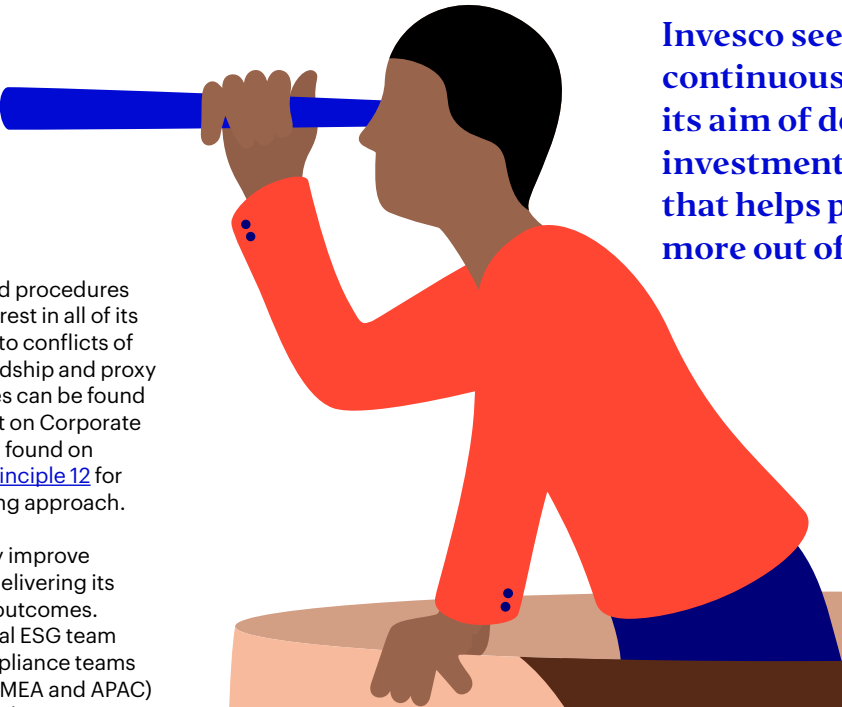 Invesco see
continuous
its aim of d
investment
that helps p
more out of
d procedures
rest in all of its
to conflicts of
dship and proxy
es can be found
t on Corporate
found on
inciple 12 for
ng approach.
y improve
elivering its
outcomes.
al ESG team
pliance teams
MEA and APAC)